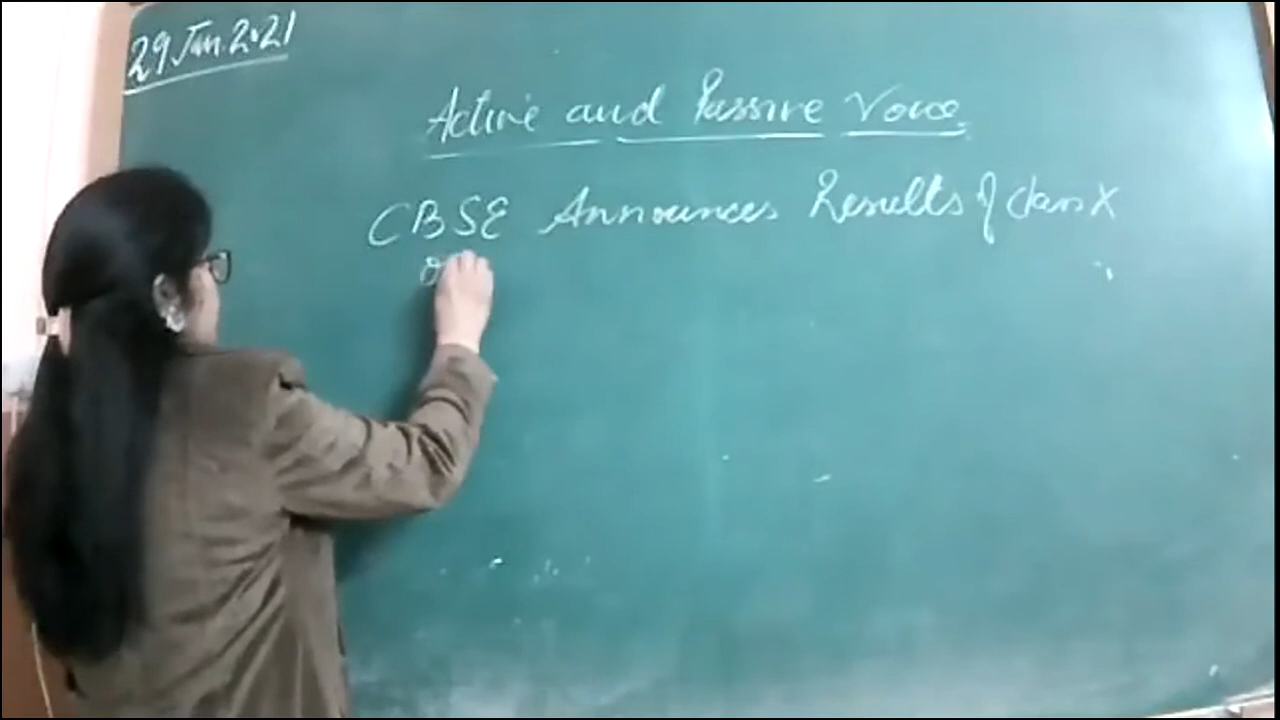 29 Jan. 2021
Active and Passive Voice
CBSE Announces Results of class X